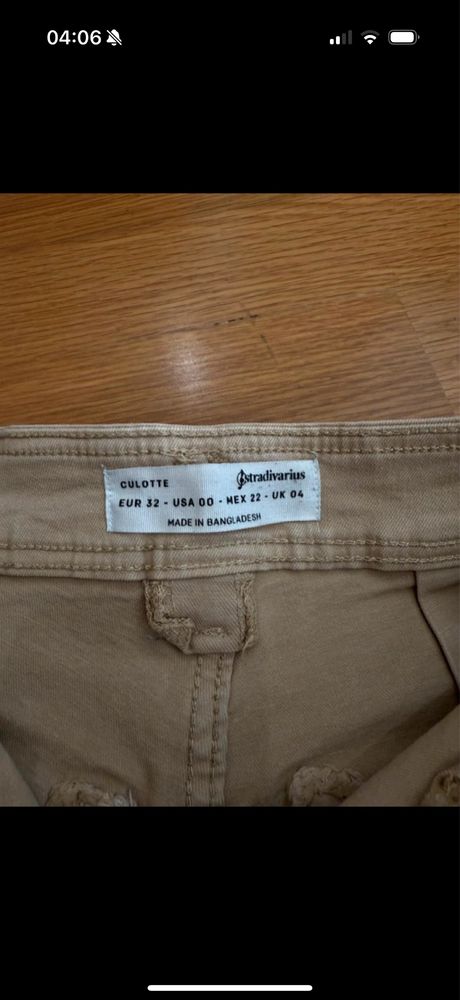 04:06
CULOTTE
stradivarius
EUR 32 - USA 00 - MEX 22 - UK 04
MADE IN BANGLADESH